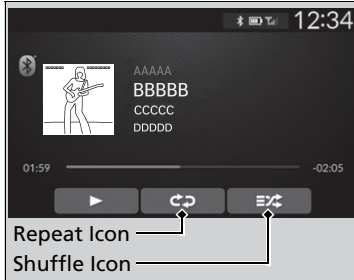 12:34
AAAAA
BBBBB
CCCCC
DDDDD
01:59
-02:05
Repeat Icon
Shuffle Icon